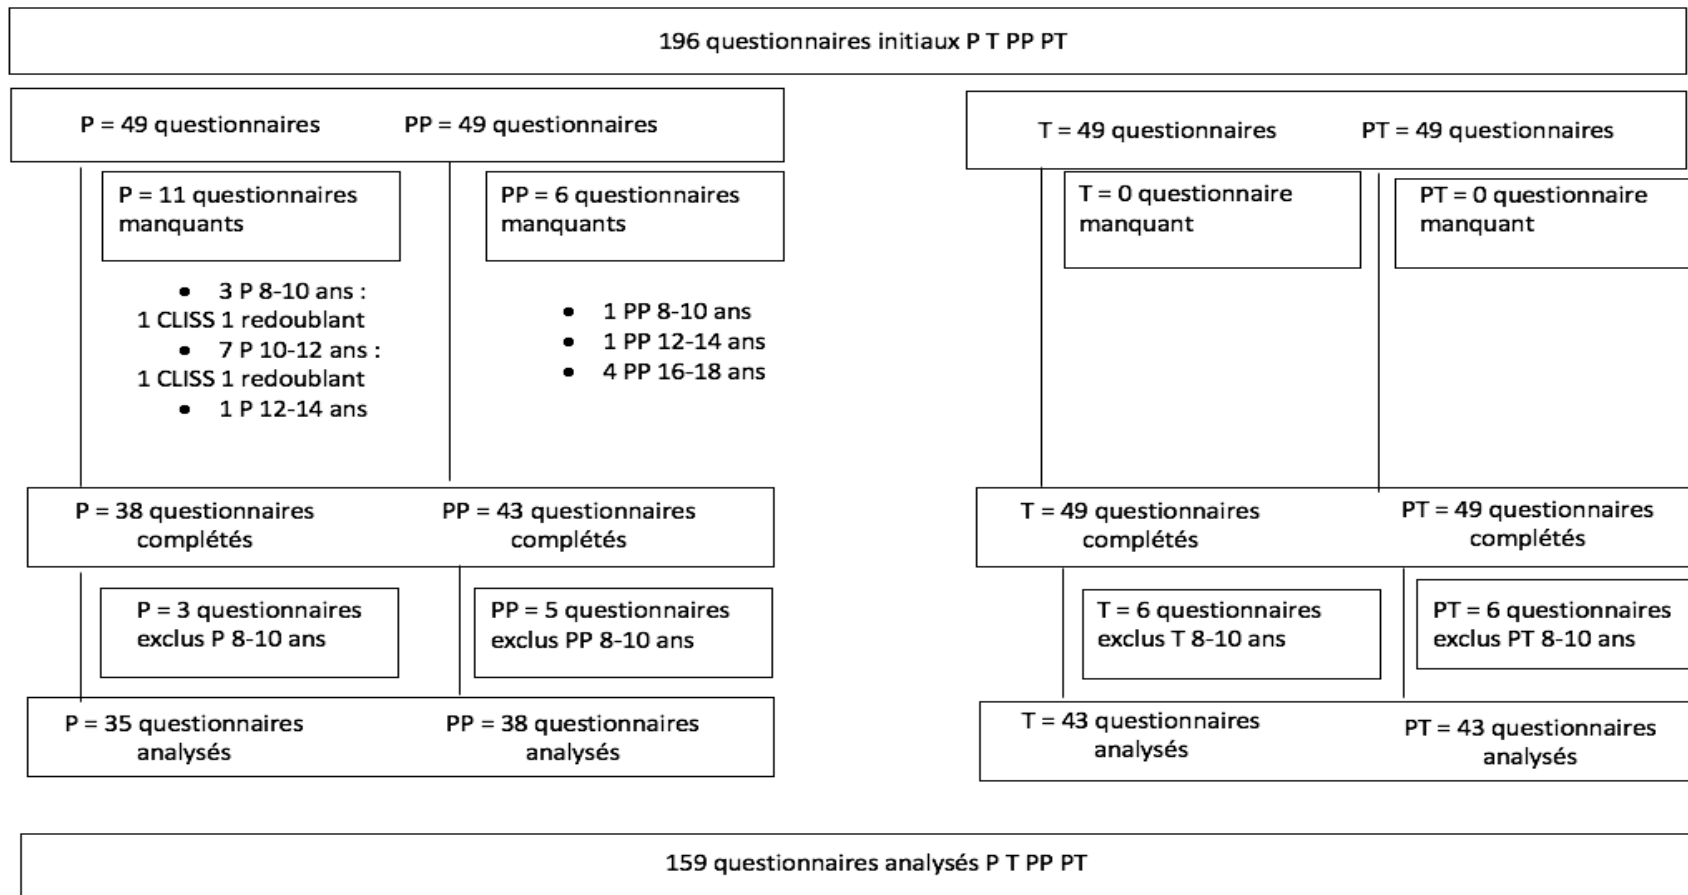 196 questionnaires initiaux P T PP PT
P = 49 questionnaires
PP = 49 questionnaires
T = 49 questionnaires
PT = 49 questionnaires
P = 11 questionnaires
manquants
PP = 6 questionnaires
manquants
T = 0 questionnaire
manquant
PT = 0 questionnaire
manquant
• 3 P 8-10 ans :
1 CLISS 1 redoublant
• 7 P 10-12 ans :
1 CLISS 1 redoublant
• 1 P 12-14 ans
• 1 PP 8-10 ans
• 1 PP 12-14 ans
• 4 PP 16-18 ans
P = 38 questionnaires
complétés
PP = 43 questionnaires
complétés
T = 49 questionnaires
complétés
PT = 49 questionnaires
complétés
P = 3 questionnaires
exclus P 8-10 ans
PP = 5 questionnaires
exclus PP 8-10 ans
T = 6 questionnaires
exclus T 8-10 ans
PT = 6 questionnaires
exclus PT 8-10 ans
P = 35 questionnaires
analysés
PP = 38 questionnaires
analysés
T = 43 questionnaires
analysés
PT = 43 questionnaires
analysés
159 questionnaires analysés P T PP PT